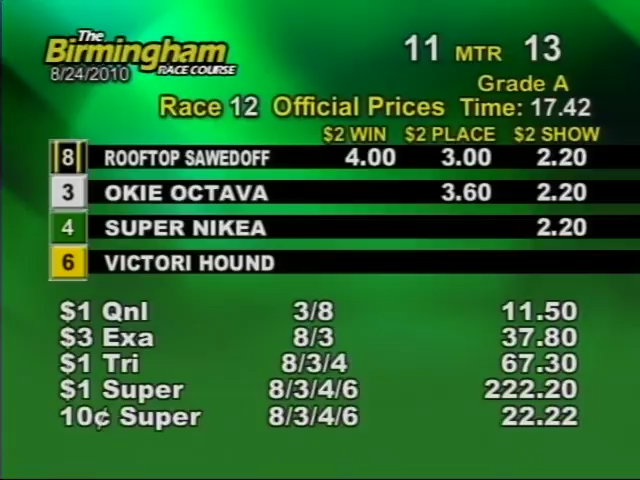 The
Birmingham
RACE COURSE
8/24/2010
11 MTR 13
Grade A
Race 12 Official Prices Time: 17.42
$2 WIN $2 PLACE $2 SHOW
8 ROOFTOP SAWEDOFF 4.00 3.00 2.20
3 OKIE OCTAVA 3.60 2.20
4 SUPER NIKEA 2.20
6 VICTORI HOUND
$1 Qnl 3/8 11.50
$3 Exa 8/3 37.80
$1 Tri 8/3/4 67.30
$1 Super 8/3/4/6 222.20
10¢ Super 8/3/4/6 22.22